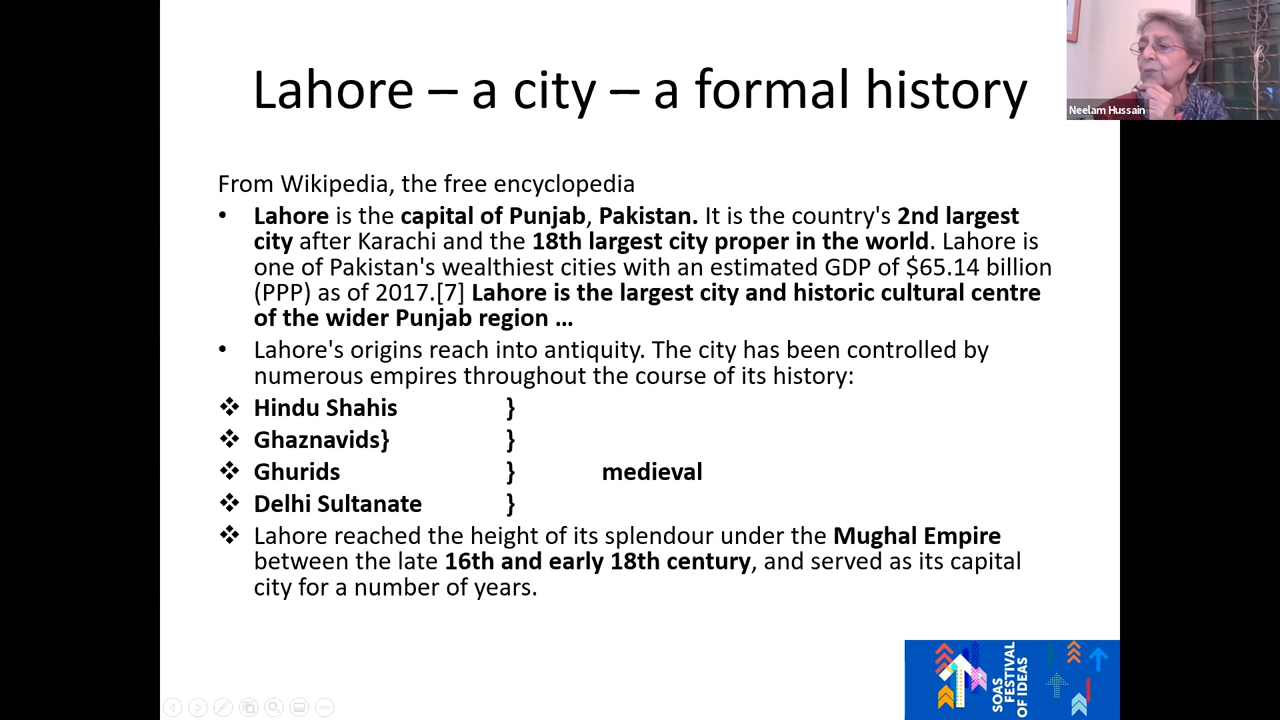 Lahore – a city – a formal history
Neelam Hussain
From Wikipedia, the free encyclopedia
• Lahore is the capital of Punjab, Pakistan. It is the country's 2nd largest
city after Karachi and the 18th largest city proper in the world. Lahore is
one of Pakistan's wealthiest cities with an estimated GDP of $65.14 billion
(PPP) as of 2017.[7] Lahore is the largest city and historic cultural centre
of the wider Punjab region …
• Lahore's origins reach into antiquity. The city has been controlled by
numerous empires throughout the course of its history:
❖ Hindu Shahis }
❖ Ghaznavids} }
❖ Ghurids } medieval
❖ Delhi Sultanate }
❖ Lahore reached the height of its splendour under the Mughal Empire
between the late 16th and early 18th century, and served as its capital
city for a number of years.
SOAS
FESTIVAL
OF IDEAS